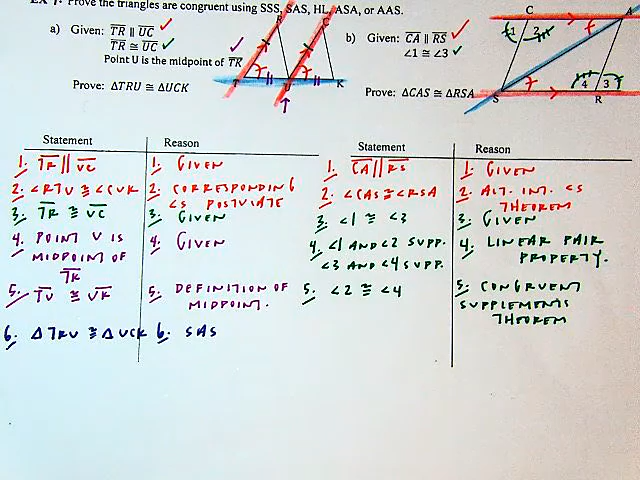 Prove the triangles are congruent using SSS, SAS, HL, ASA, or AAS.
a) Given: TR ∥ UC ✓
TR ≅ UC ✓
Point U is the midpoint of TK ✓
Prove: ΔTRU ≅ ΔUCK
R C
T U K
b) Given: CA ∥ RS ✓
∠1 ≅ ∠3 ✓
Prove: ΔCAS ≅ ΔRSA
C A
1 2
4 3
S R
Statement Reason
1. TR ∥ UC 1. GIVEN
2. ∠RTU ≅ ∠CUK 2. CORRESPONDING
∠S POSTULATE
3. TR ≅ UC 3. GIVEN
4. POINT U IS 4. GIVEN
MIDPOINT OF
TK
5. TU ≅ UK 5. DEFINITION OF
MIDPOINT.
6. ΔTRU ≅ ΔUCK 6. SAS
Statement Reason
1. CA ∥ RS 1. GIVEN
2. ∠CAS ≅ ∠RSA 2. ALT. INT. ∠S
THEOREM
3. ∠1 ≅ ∠3 3. GIVEN
4. ∠1 AND ∠2 SUPP. 4. LINEAR PAIR
∠3 AND ∠4 SUPP. PROPERTY.
5. ∠2 ≅ ∠4 5. CONGRUENT
SUPPLEMENTS
THEOREM